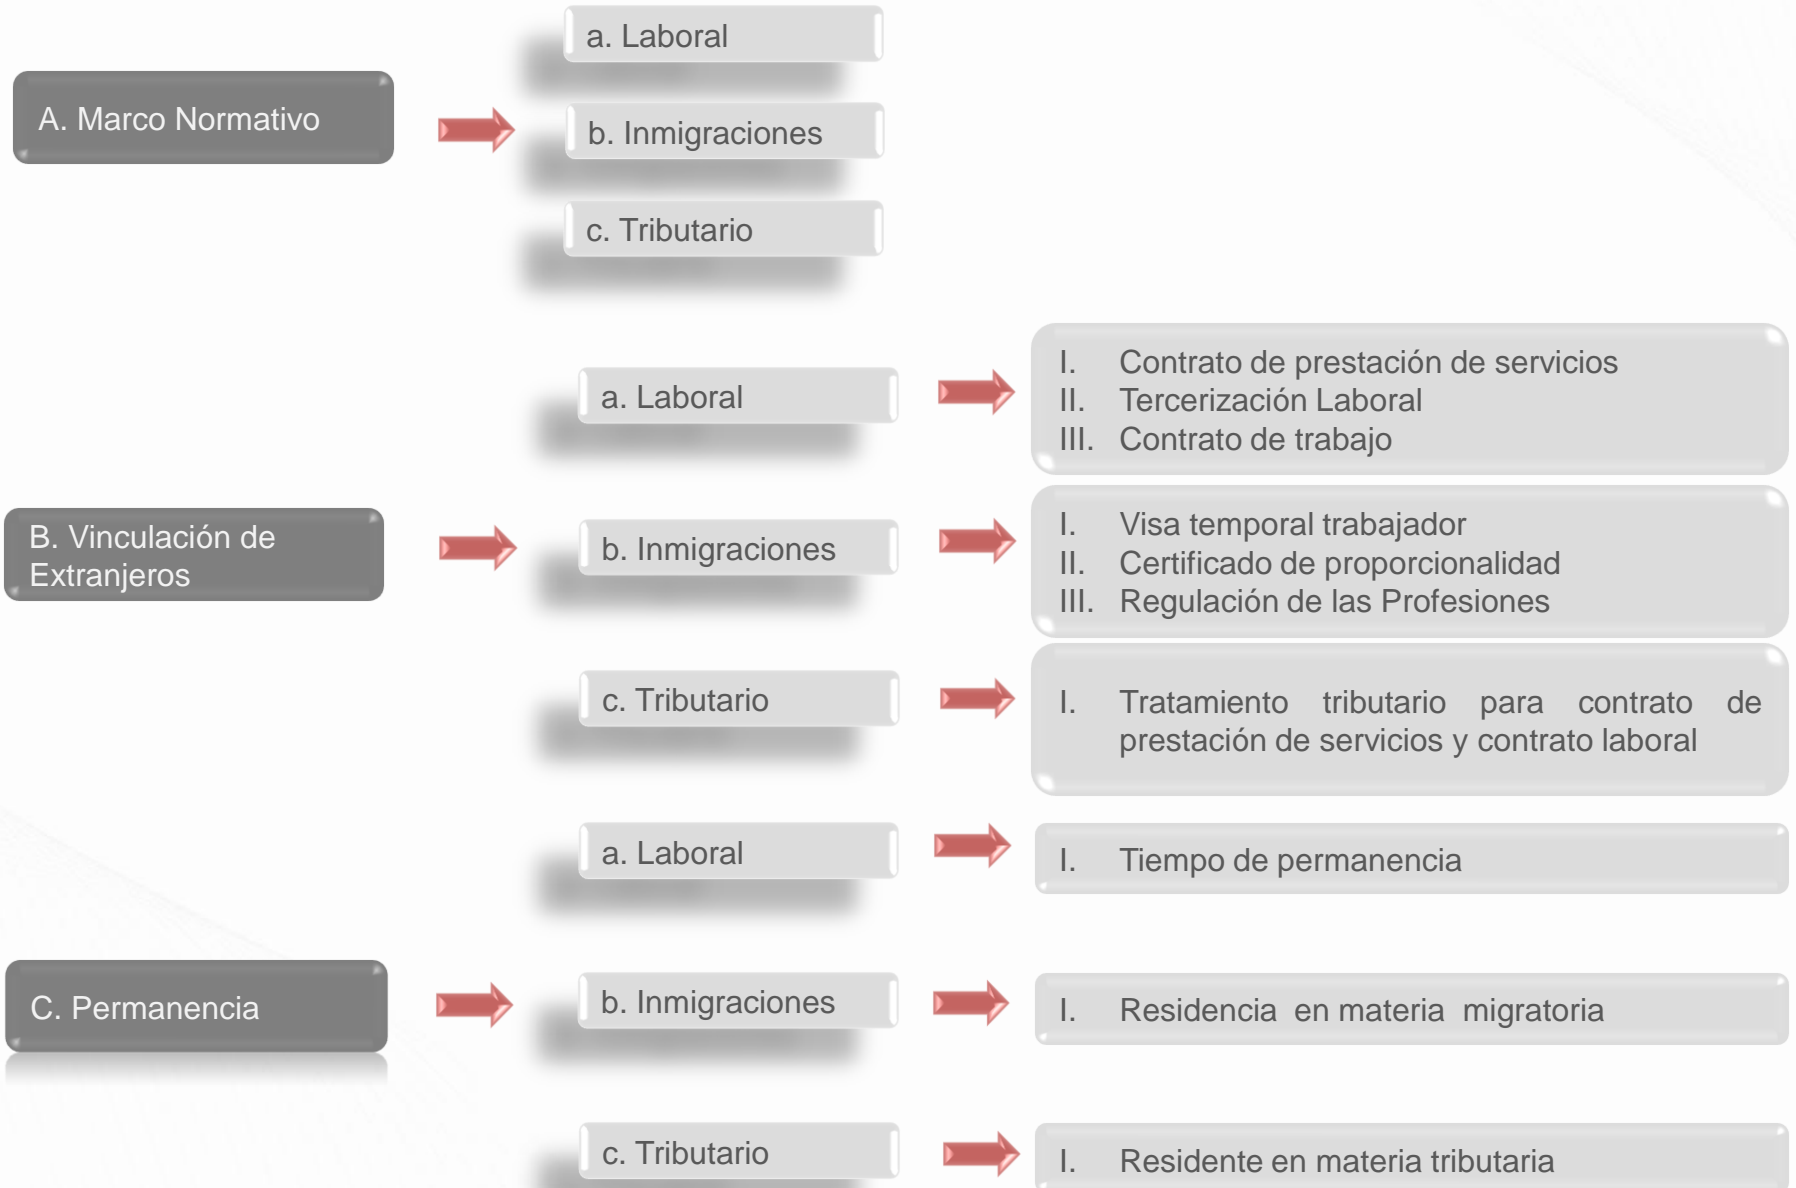 A. Marco Normativo
a. Laboral
b. Inmigraciones
c. Tributario
B. Vinculación de
Extranjeros
a. Laboral
I. Contrato de prestación de servicios
II. Tercerización Laboral
III. Contrato de trabajo
b. Inmigraciones
I. Visa temporal trabajador
II. Certificado de proporcionalidad
III. Regulación de las Profesiones
c. Tributario
I. Tratamiento tributario para contrato de
prestación de servicios y contrato laboral
C. Permanencia
a. Laboral
I. Tiempo de permanencia
b. Inmigraciones
I. Residencia en materia migratoria
c. Tributario
I. Residente en materia tributaria